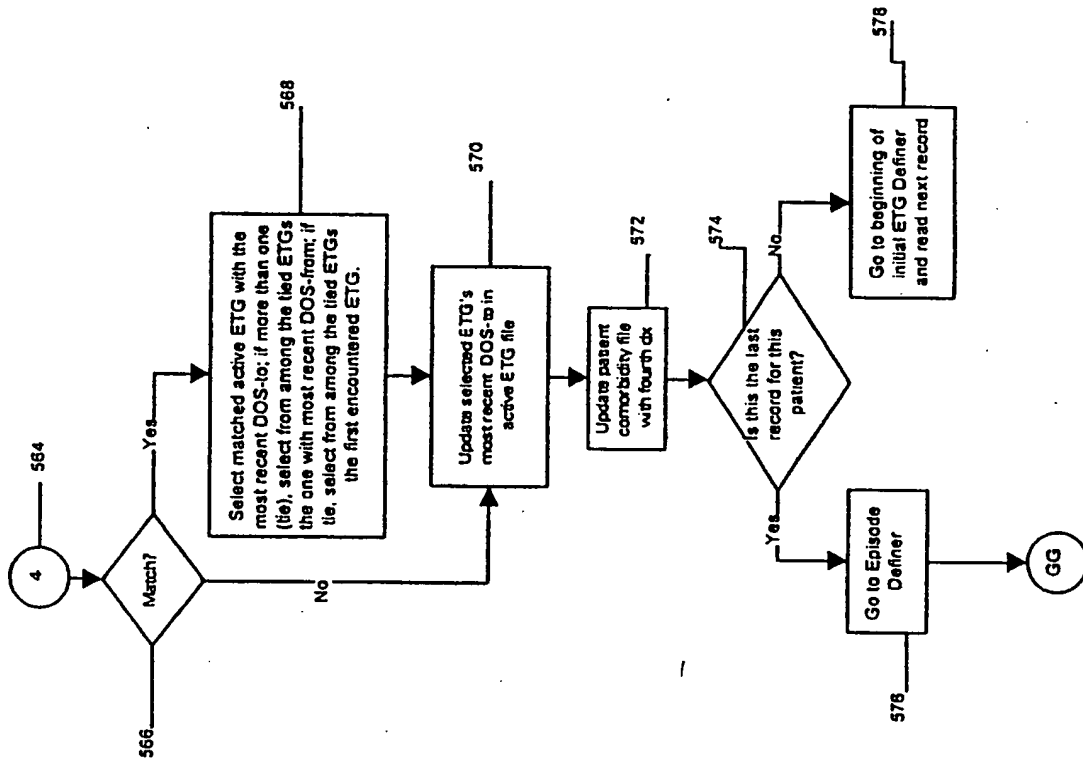 4
564
Match?
566
Yes
No
Select matched active ETG with the
most recent DOS-to; if more than one
(tie), select from among the tied ETGs
the one with most recent DOS-from; if
tie, select from among the tied ETGs
the first encountered ETG.
568
Update selected ETG's
most recent DOS-to in
active ETG file
570
Update patient
comorbidity file
with fourth dx
572
574
Is this the last
record for this
patient?
Yes
No
Go to Episode
Definer
576
Go to beginning of
initial ETG Definer
and read next record
578
GG